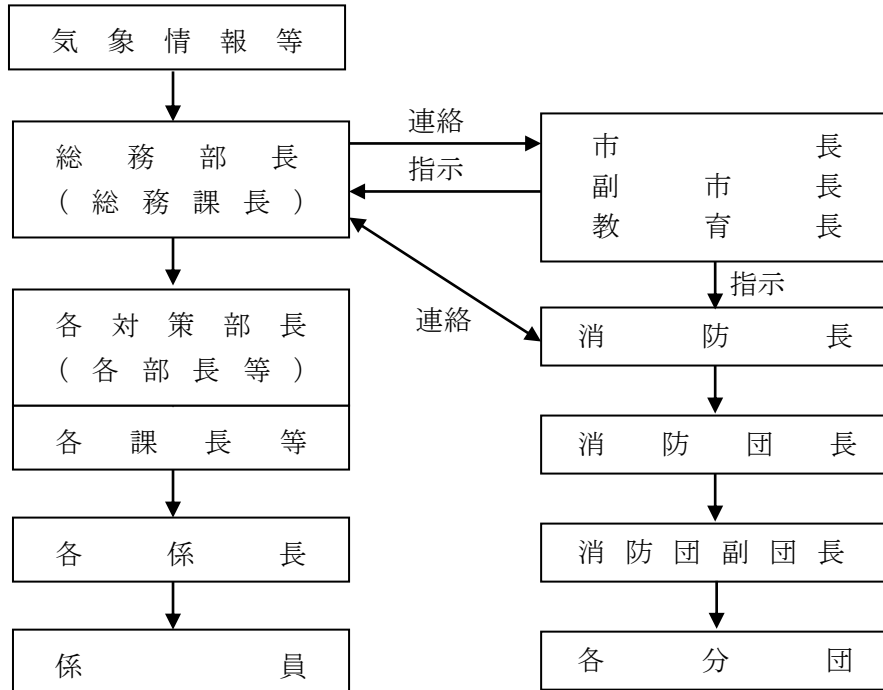 気象情報等
連絡
総務部長
(総務課長)
指示
市長
副市長
教育長
指示
各対策部長
(各部長等)
連絡
消防長
各課長等
消防団長
各係長
消防団副団長
係員
各分団